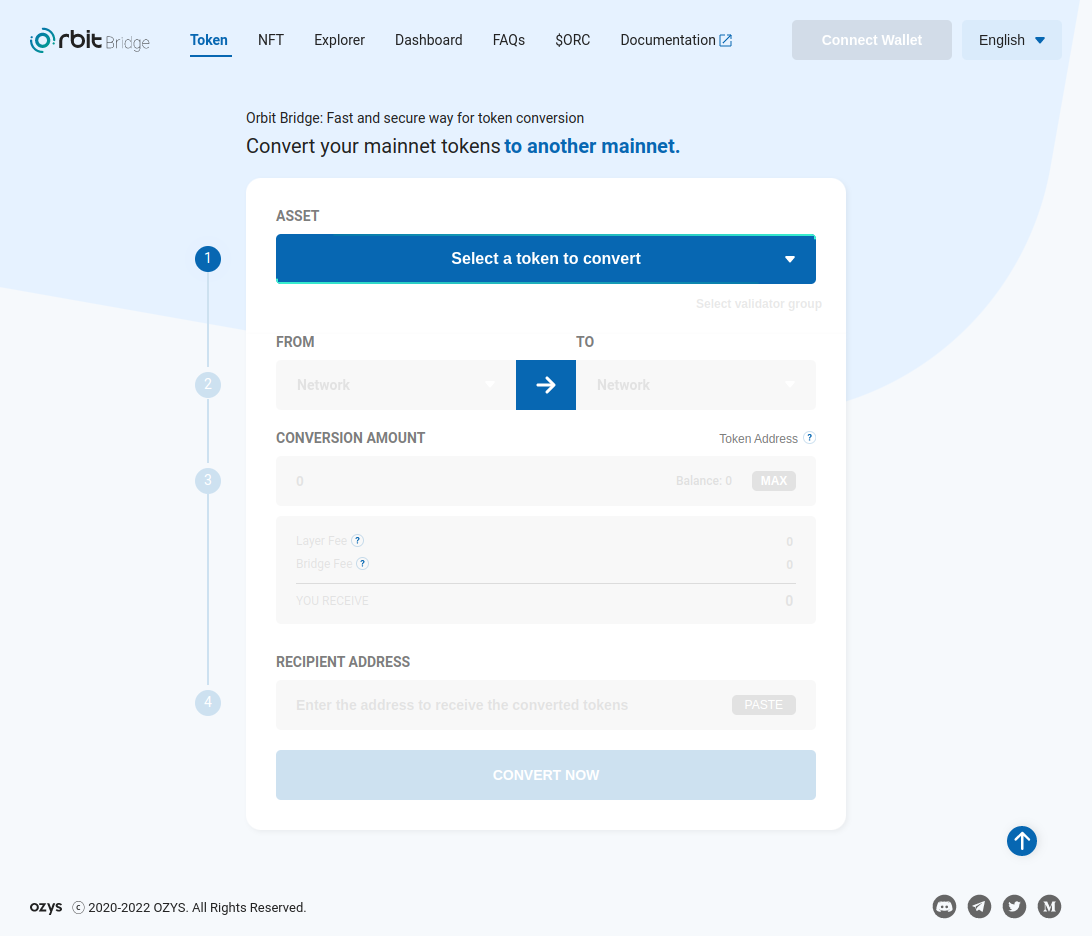 Orbit Bridge
Token NFT Explorer Dashboard FAQs $ORC Documentation Connect Wallet English
Orbit Bridge: Fast and secure way for token conversion
Convert your mainnet tokens to another mainnet.
ASSET
1 Select a token to convert
Select validator group
FROM TO
2 Network Network
CONVERSION AMOUNT Token Address ?
3 0 Balance: 0 MAX
Layer Fee ? 0
Bridge Fee ? 0
YOU RECEIVE 0
RECIPIENT ADDRESS
4 Enter the address to receive the converted tokens PASTE
CONVERT NOW
ozys ⓒ 2020-2022 OZYS. All Rights Reserved. M